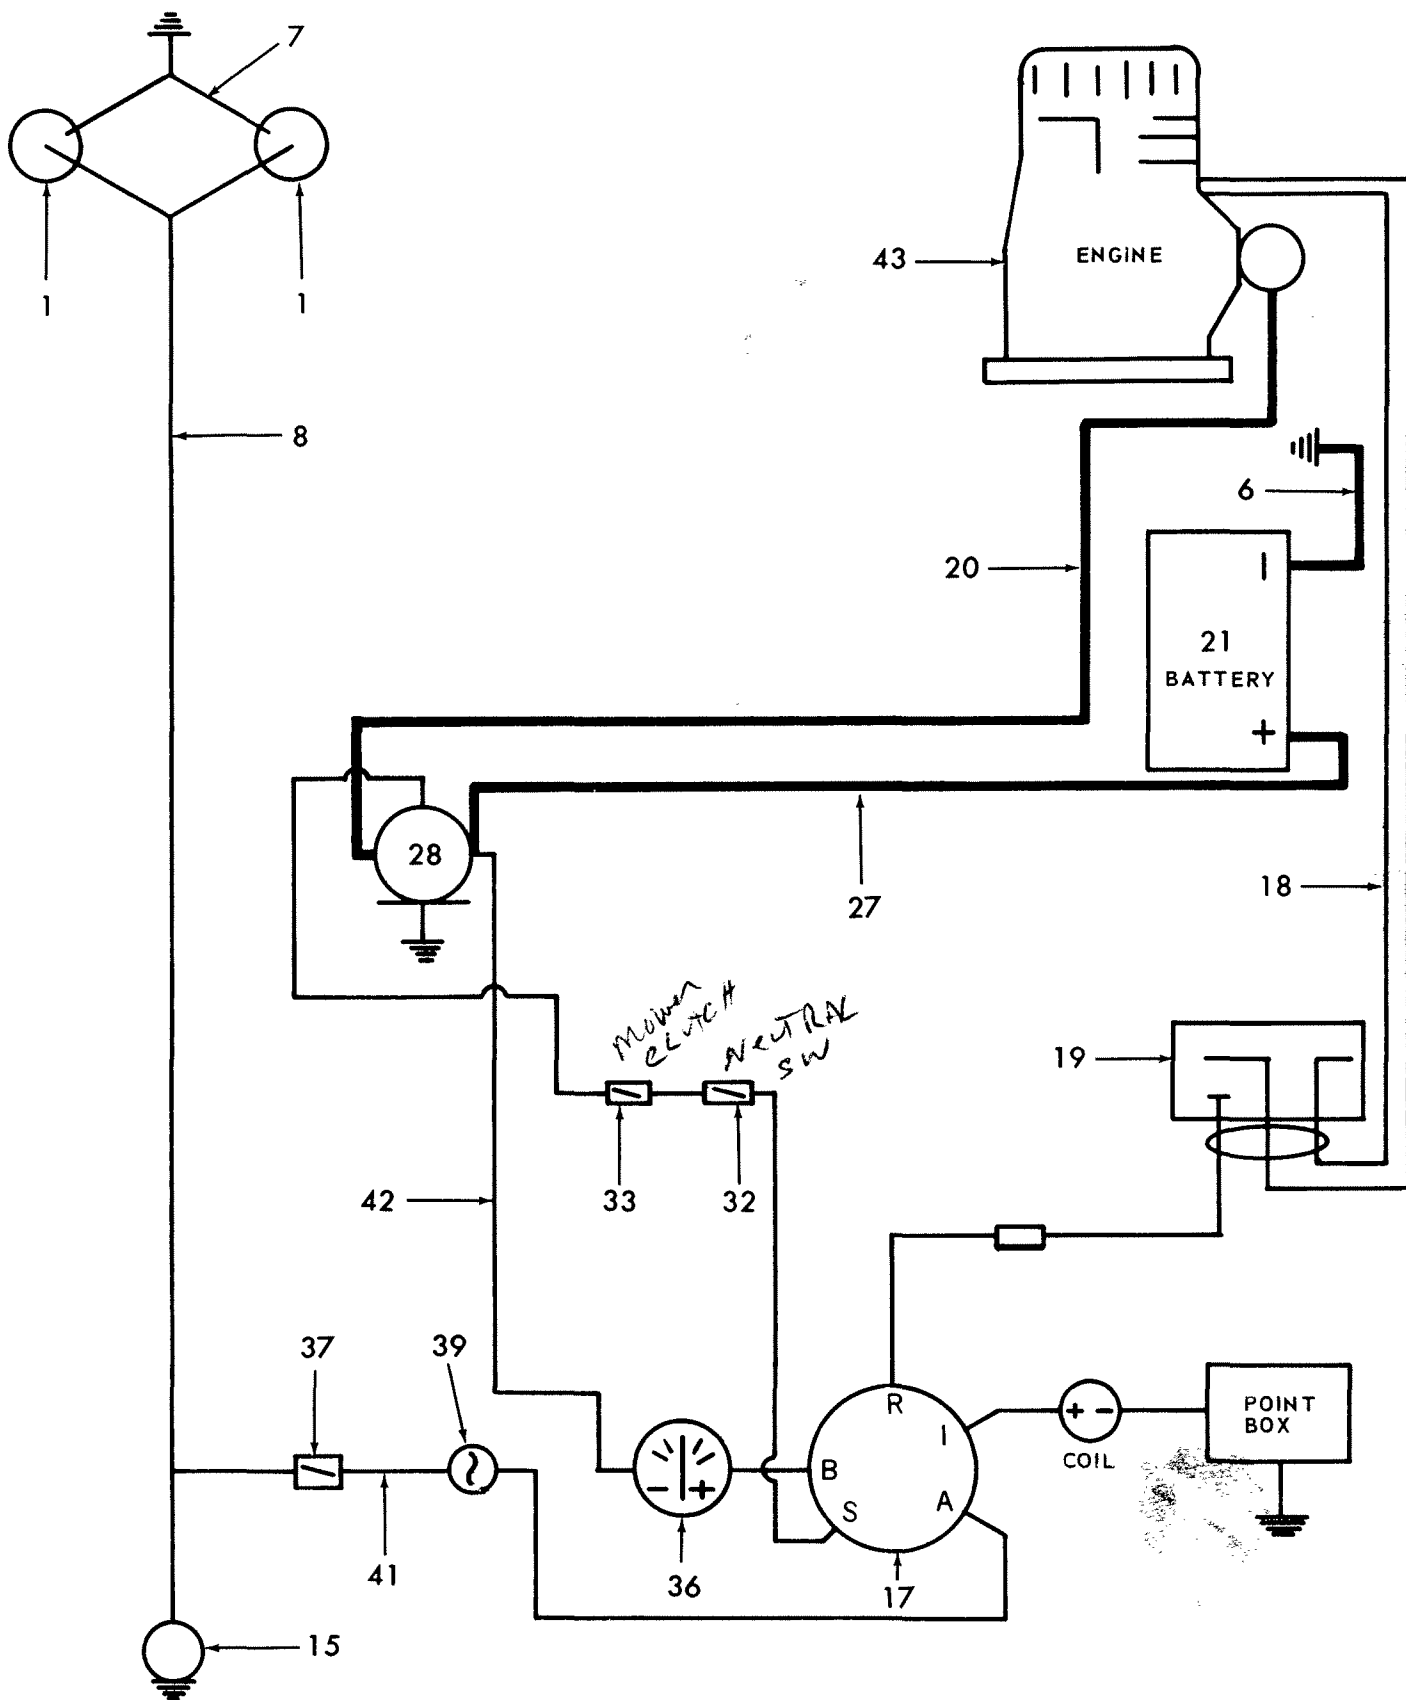 7
1
1
43
ENGINE
8
6
20
21
BATTERY
+
28
27
18
mower
CLUTCH
NeUTRAL
SW
19
33
32
42
37
39
R
I
B
S
A
+ -
COIL
POINT
BOX
- +
41
36
17
15